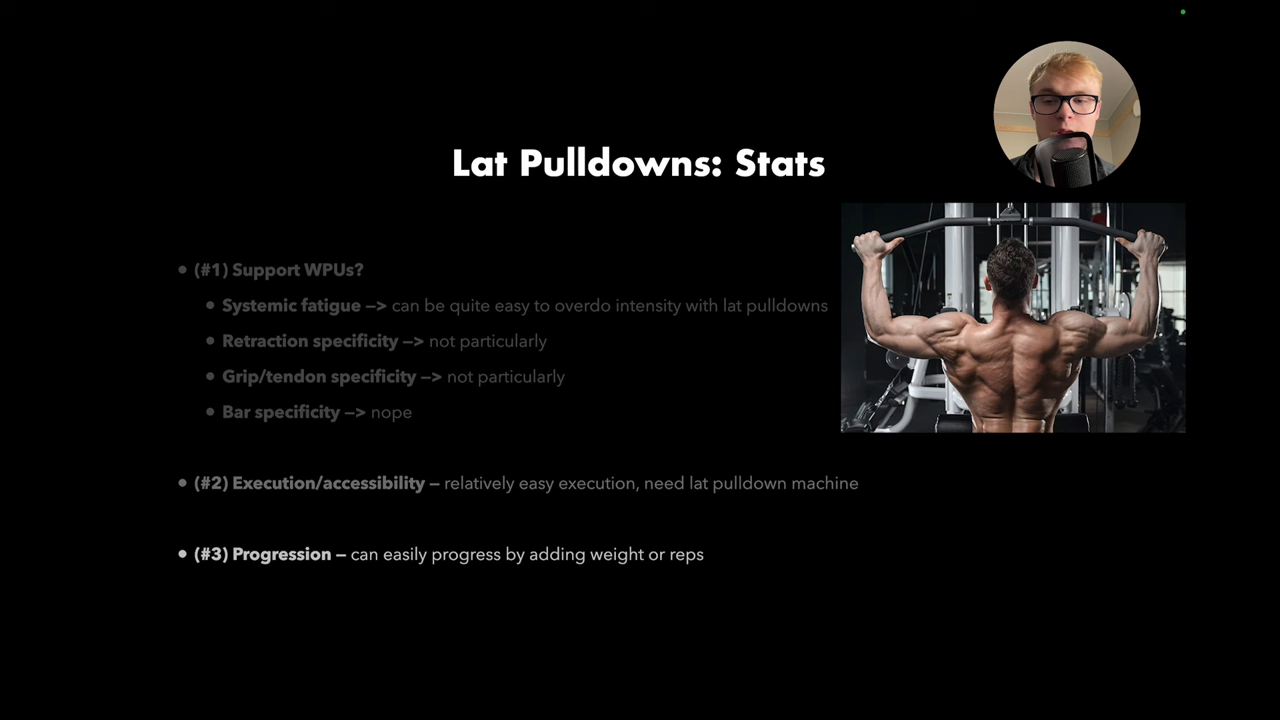 Lat Pulldowns: Stats
• (#1) Support WPUs?
• Systemic fatigue —> can be quite easy to overdo intensity with lat pulldowns
• Retraction specificity —> not particularly
• Grip/tendon specificity —> not particularly
• Bar specificity —> nope
• (#2) Execution/accessibility — relatively easy execution, need lat pulldown machine
• (#3) Progression — can easily progress by adding weight or reps